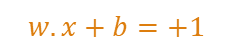 w.x + b = +1